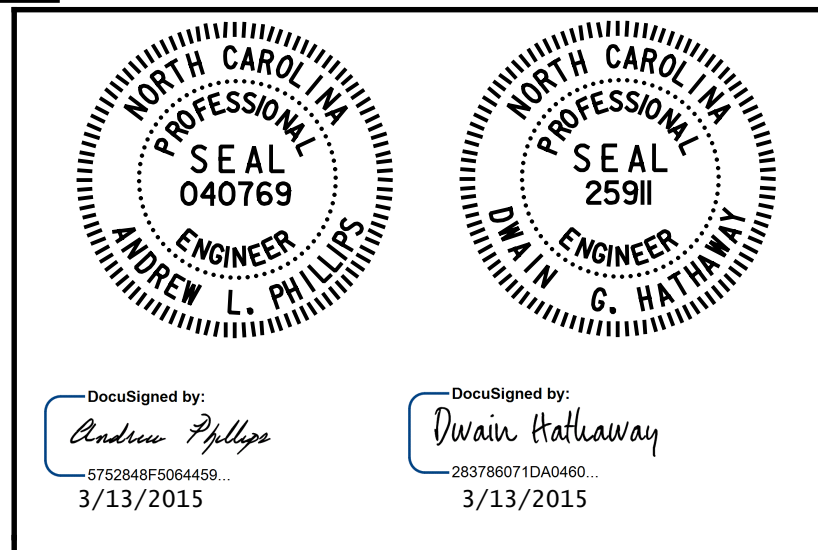 NORTH CAROLINA
PROFESSIONAL
SEAL
040769
ENGINEER
ANDREW L. PHILLIPS
NORTH CAROLINA
PROFESSIONAL
SEAL
25911
ENGINEER
DWAIN G. HATHAWAY
DocuSigned by:
Andrew Phillips
5752848F5064459...
3/13/2015
DocuSigned by:
Dwain Hathaway
283786071DA0460...
3/13/2015